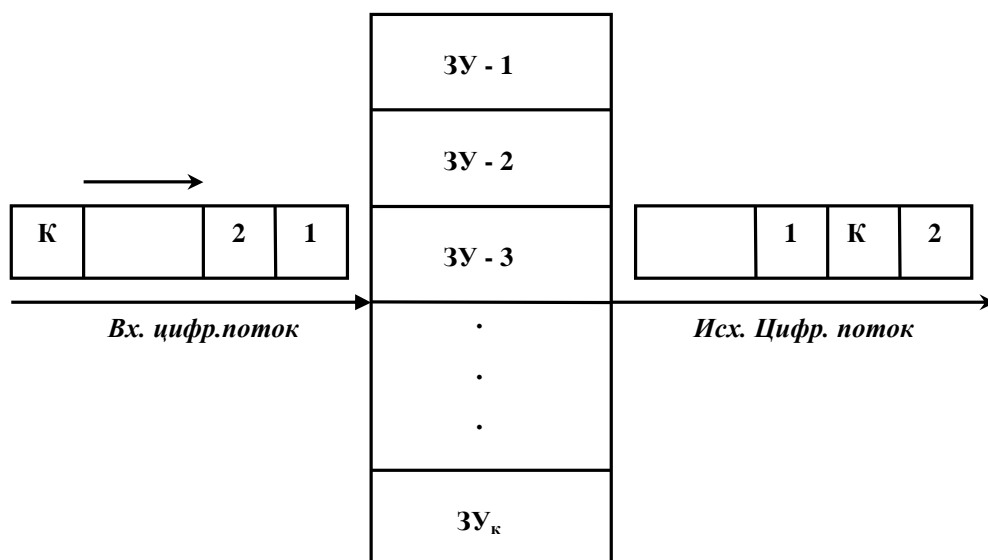 ЗУ - 1
ЗУ - 2
К 2 1
ЗУ - 3
1 К 2
Вх. цифр.поток
Исх. Цифр. поток
.
.
.
ЗУк